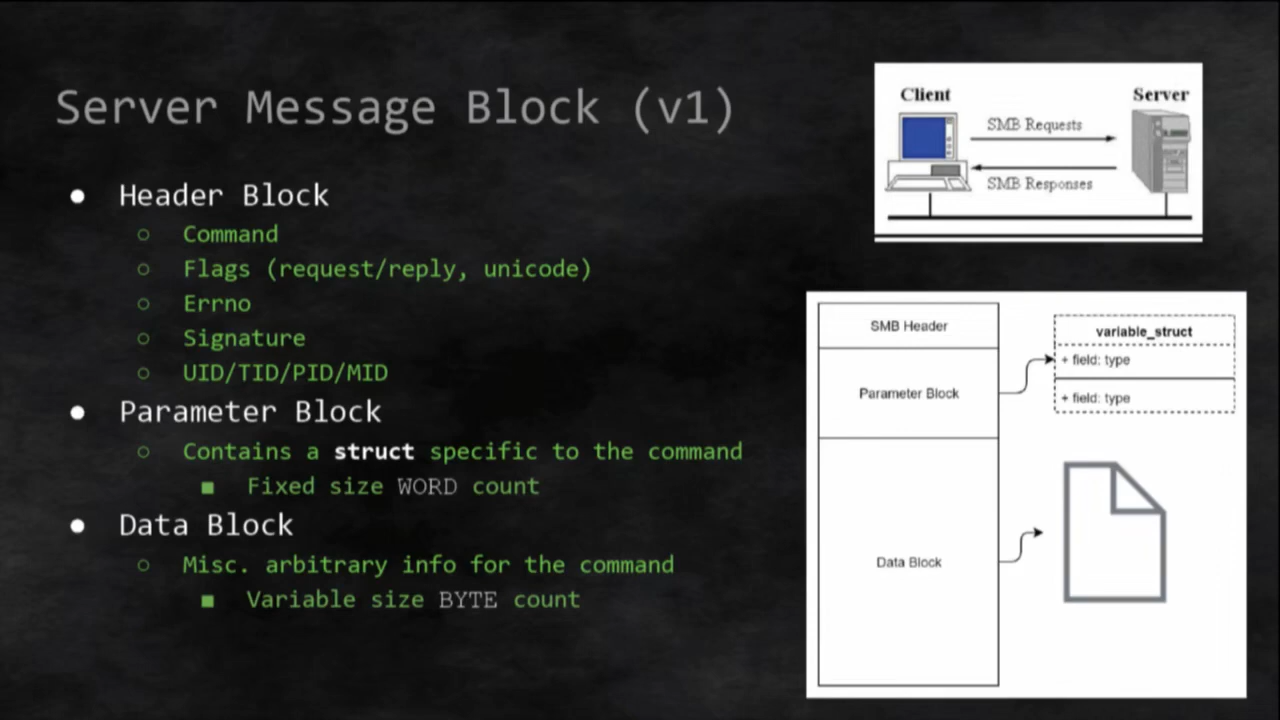 Server Message Block (v1)
● Header Block
○ Command
○ Flags (request/reply, unicode)
○ Errno
○ Signature
○ UID/TID/PID/MID
● Parameter Block
○ Contains a struct specific to the command
■ Fixed size WORD count
● Data Block
○ Misc. arbitrary info for the command
■ Variable size BYTE count
Client
Server
SMB Requests
SMB Responses
SMB Header
Parameter Block
Data Block
variable_struct
+ field: type
+ field: type